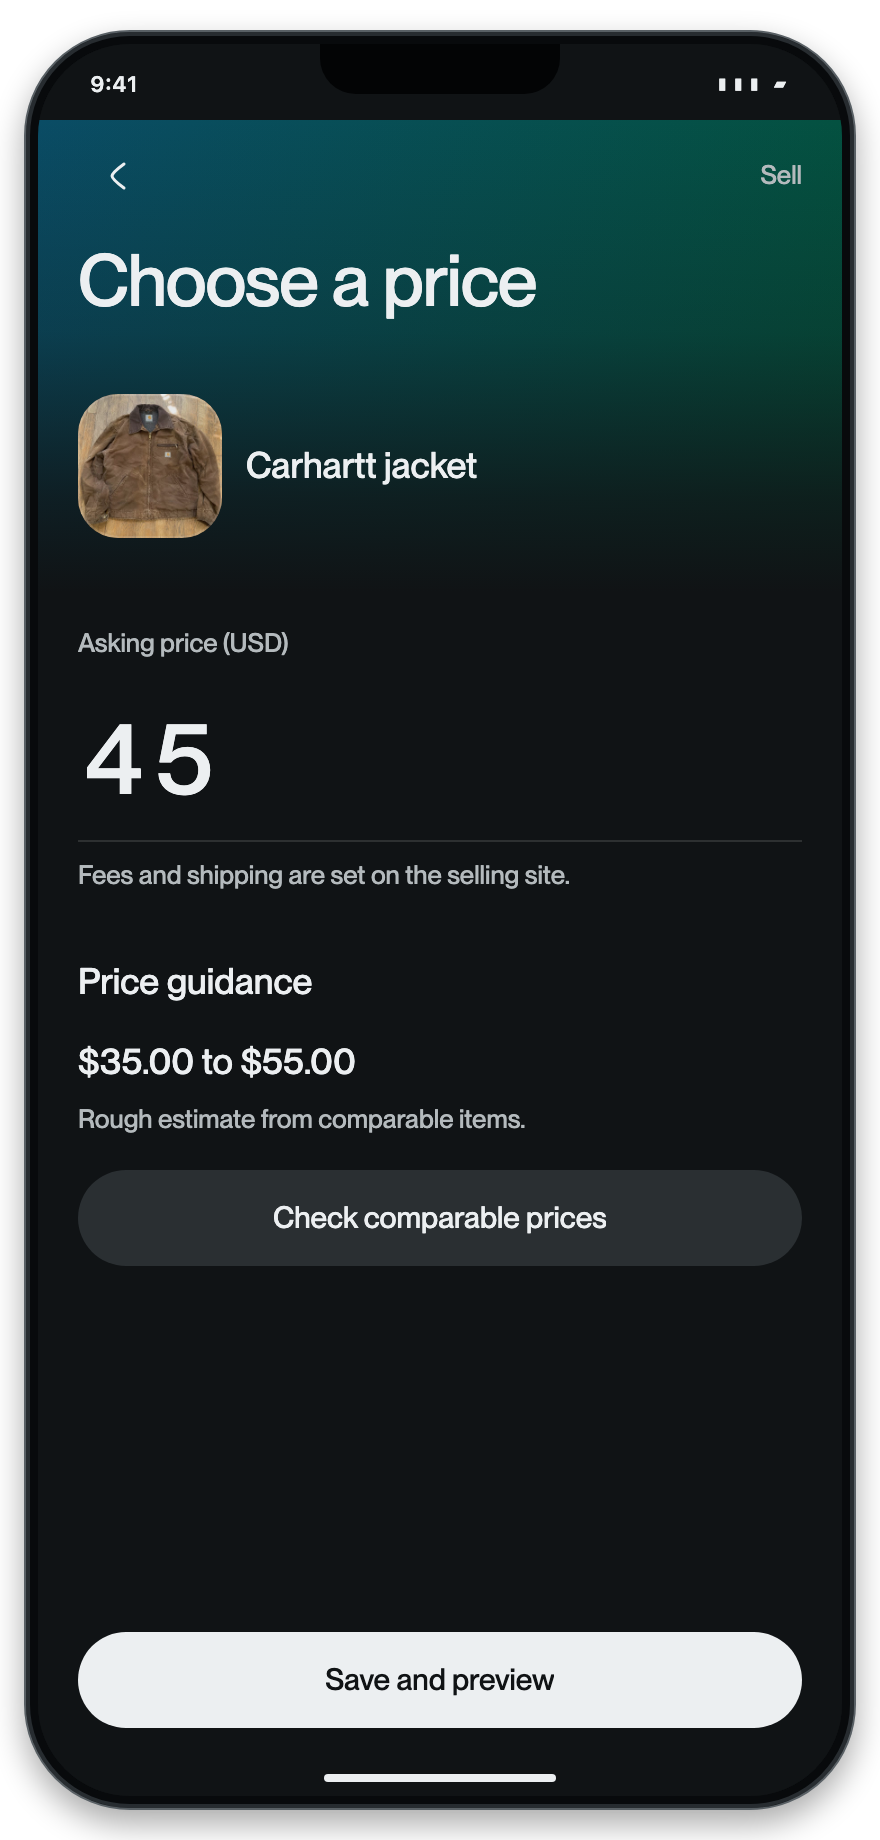 9:41
Sell
Choose a price
Carhartt jacket
Asking price (USD)
45
Fees and shipping are set on the selling site.
Price guidance
$35.00 to $55.00
Rough estimate from comparable items.
Check comparable prices
Save and preview